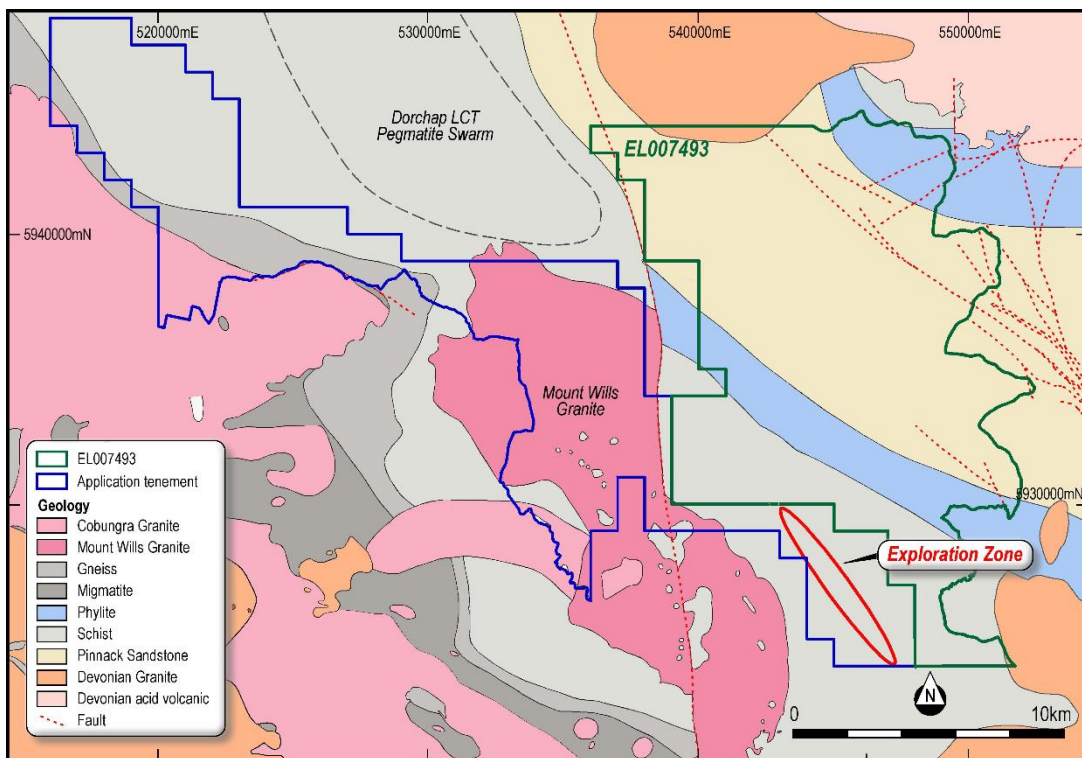 520000mE
530000mE
540000mE
550000mE
Dorchap LCT
Pegmatite Swarm
EL007493
5940000mN
Mount Wills
Granite
5930000mN
Exploration Zone
EL007493
Application tenement
Geology
Cobungra Granite
Mount Wills Granite
Gneiss
Migmatite
Phylite
Schist
Pinnack Sandstone
Devonian Granite
Devonian acid volcanic
Fault
N
0
10km